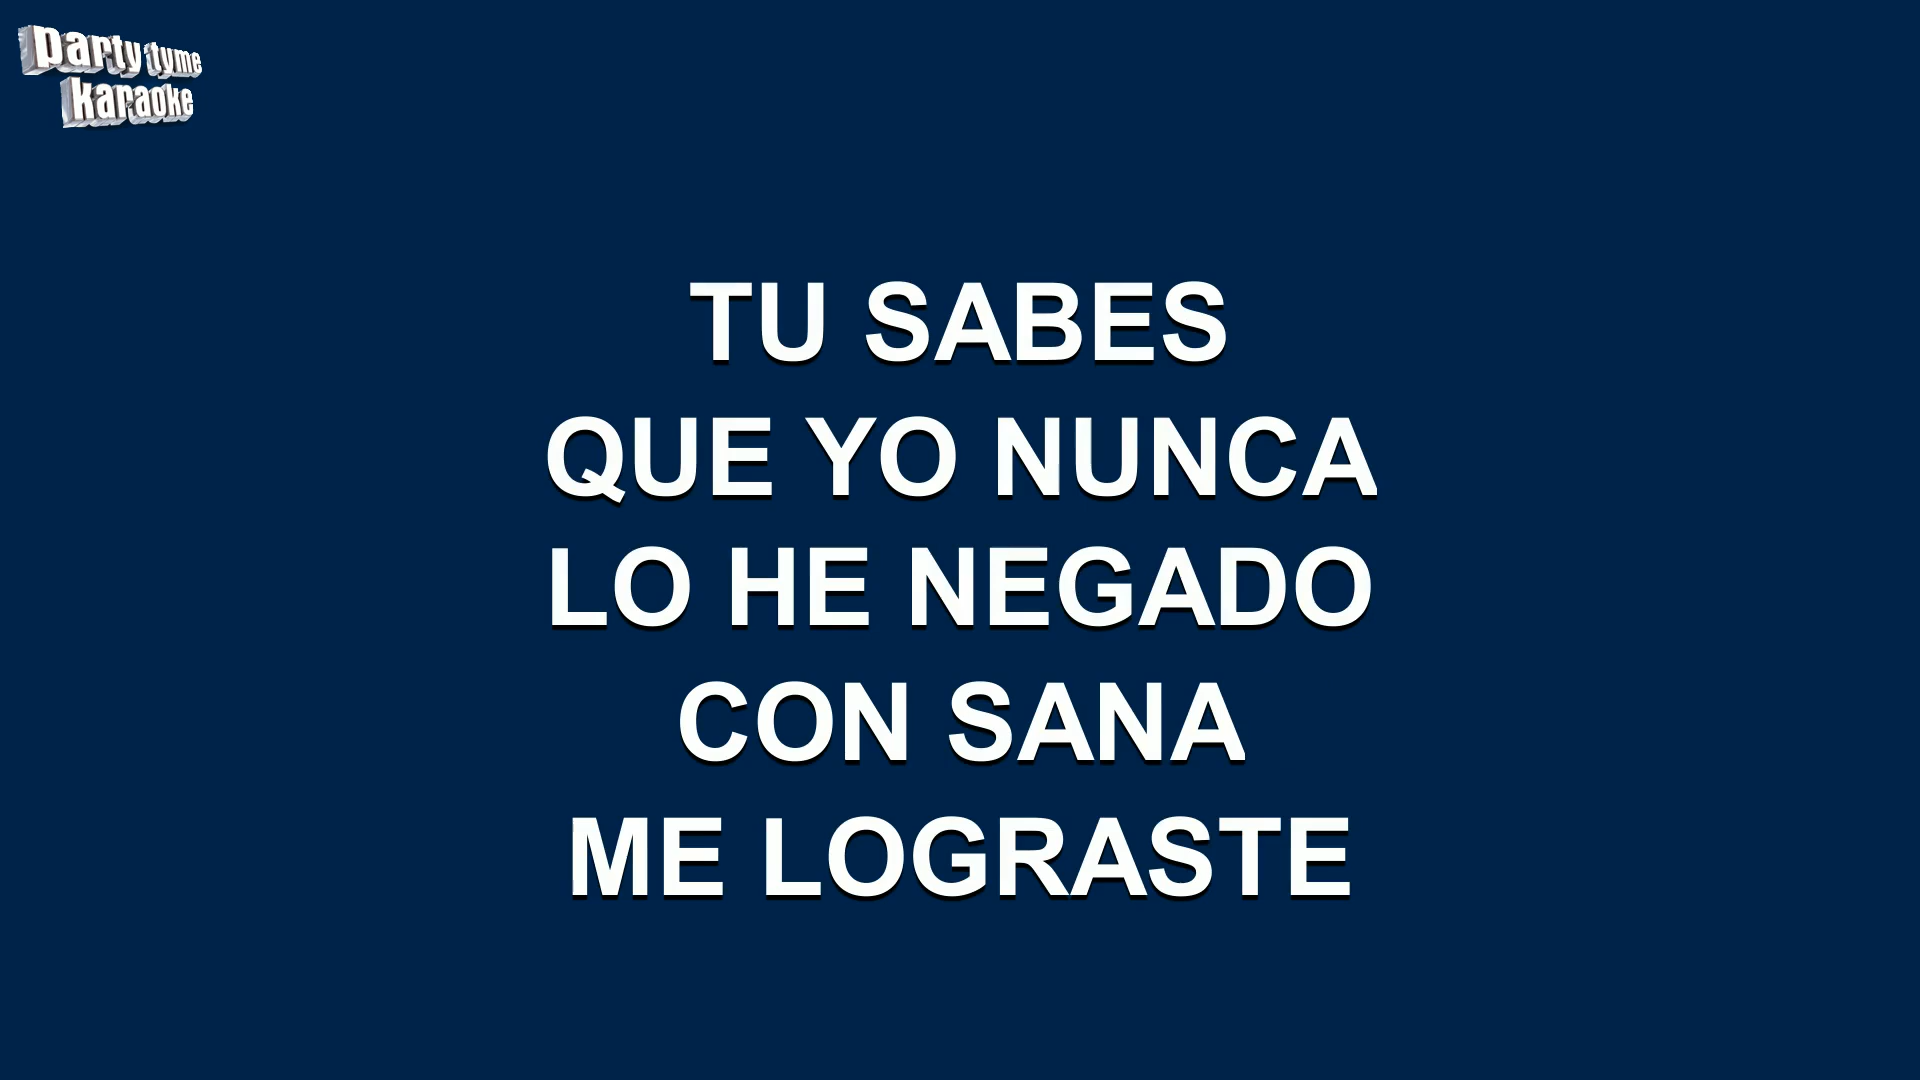 party tyme
karaoke
TU SABES
QUE YO NUNCA
LO HE NEGADO
CON SANA
ME LOGRASTE